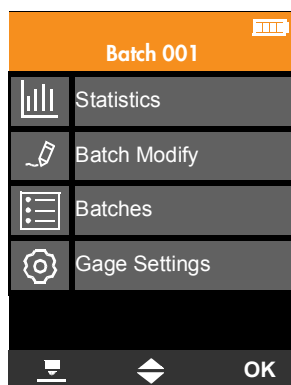 Batch 001
Statistics
Batch Modify
Batches
Gage Settings
OK